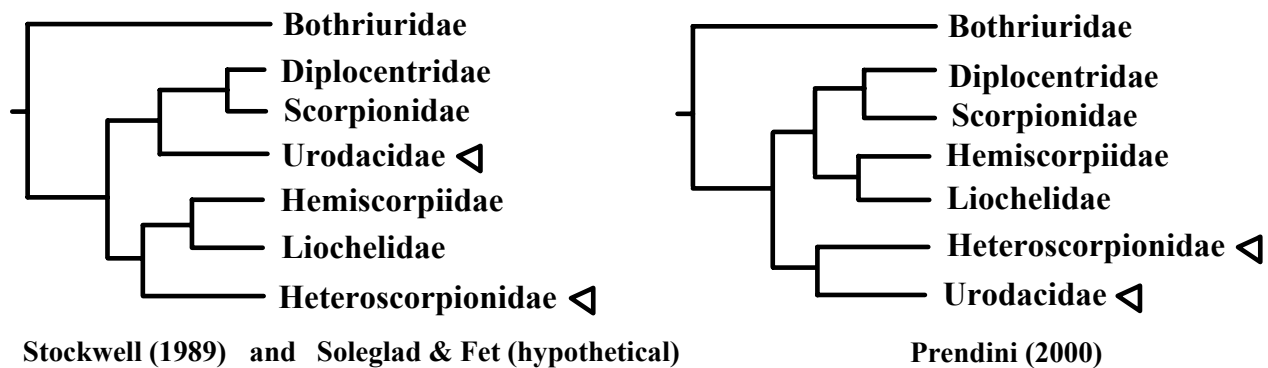 Bothriuridae
Diplocentridae
Scorpionidae
Urodacidae
Hemiscorpiidae
Liochelidae
Heteroscorpionidae
Stockwell (1989) and Soleglad & Fet (hypothetical)
Bothriuridae
Diplocentridae
Scorpionidae
Hemiscorpiidae
Liochelidae
Heteroscorpionidae
Urodacidae
Prendini (2000)